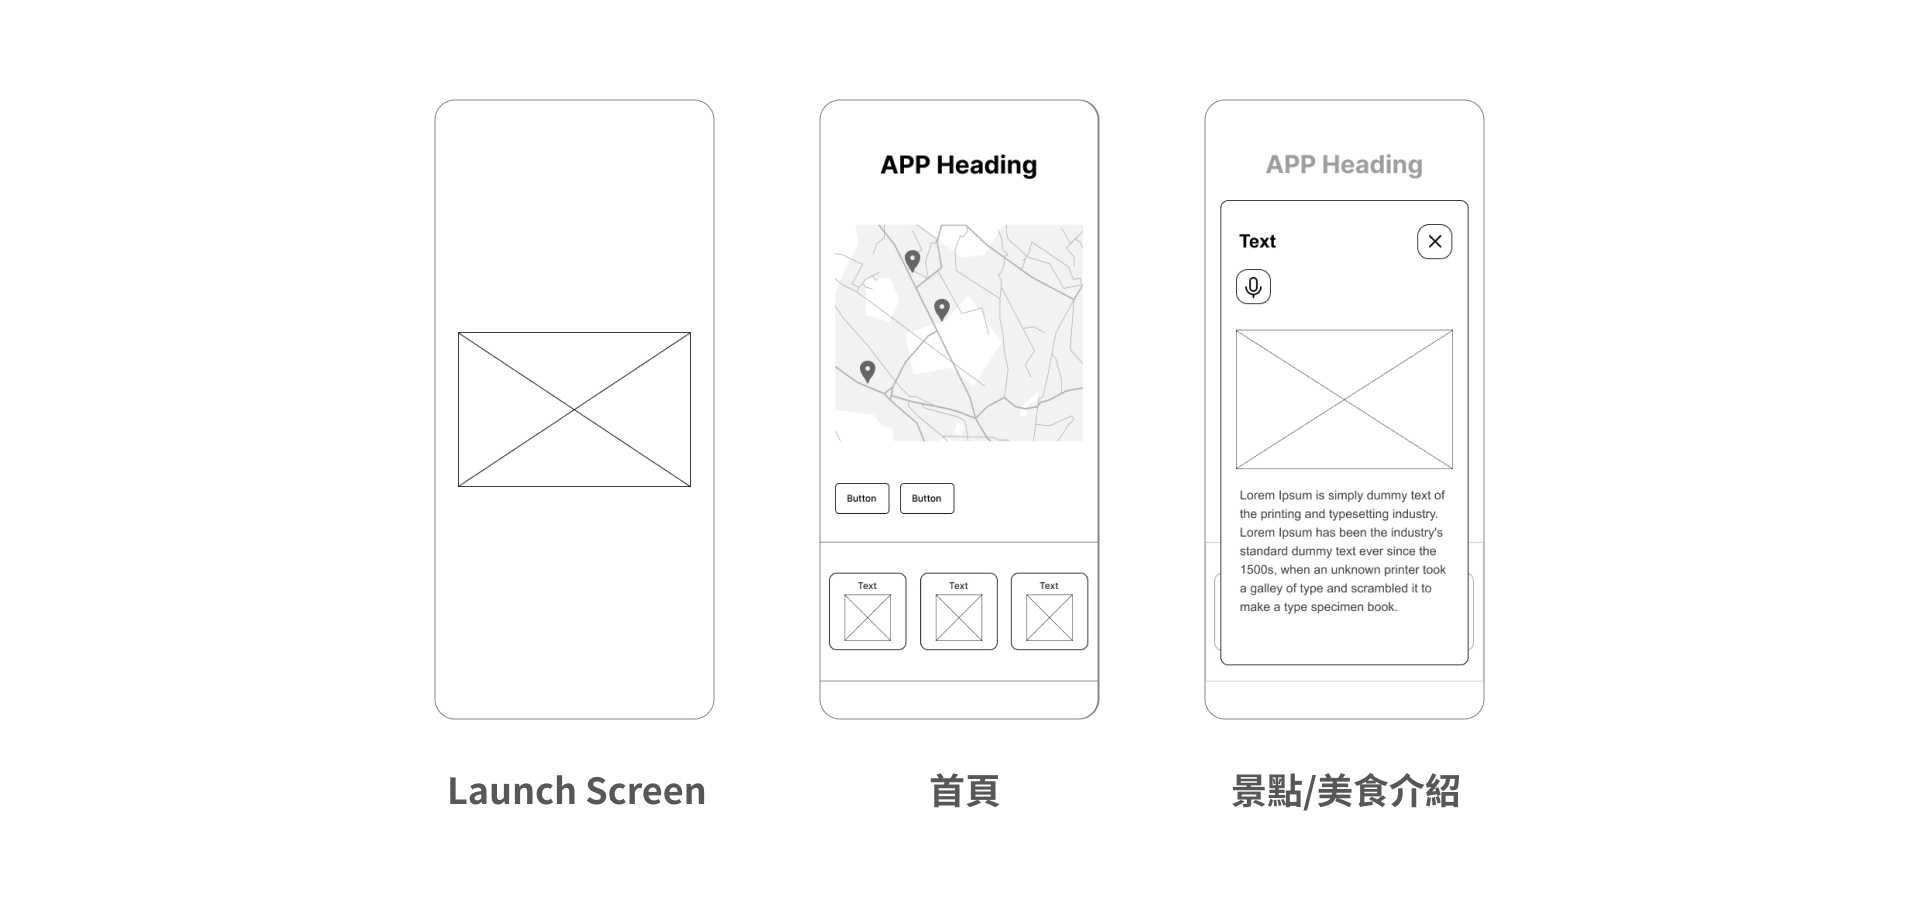 APP Heading
Button
Button
Text
Text
Text
APP Heading
Text
Lorem Ipsum is simply dummy text of
the printing and typesetting industry.
Lorem Ipsum has been the industry's
standard dummy text ever since the
1500s, when an unknown printer took
a galley of type and scrambled it to
make a type specimen book.
Launch Screen
首頁
景點/美食介紹